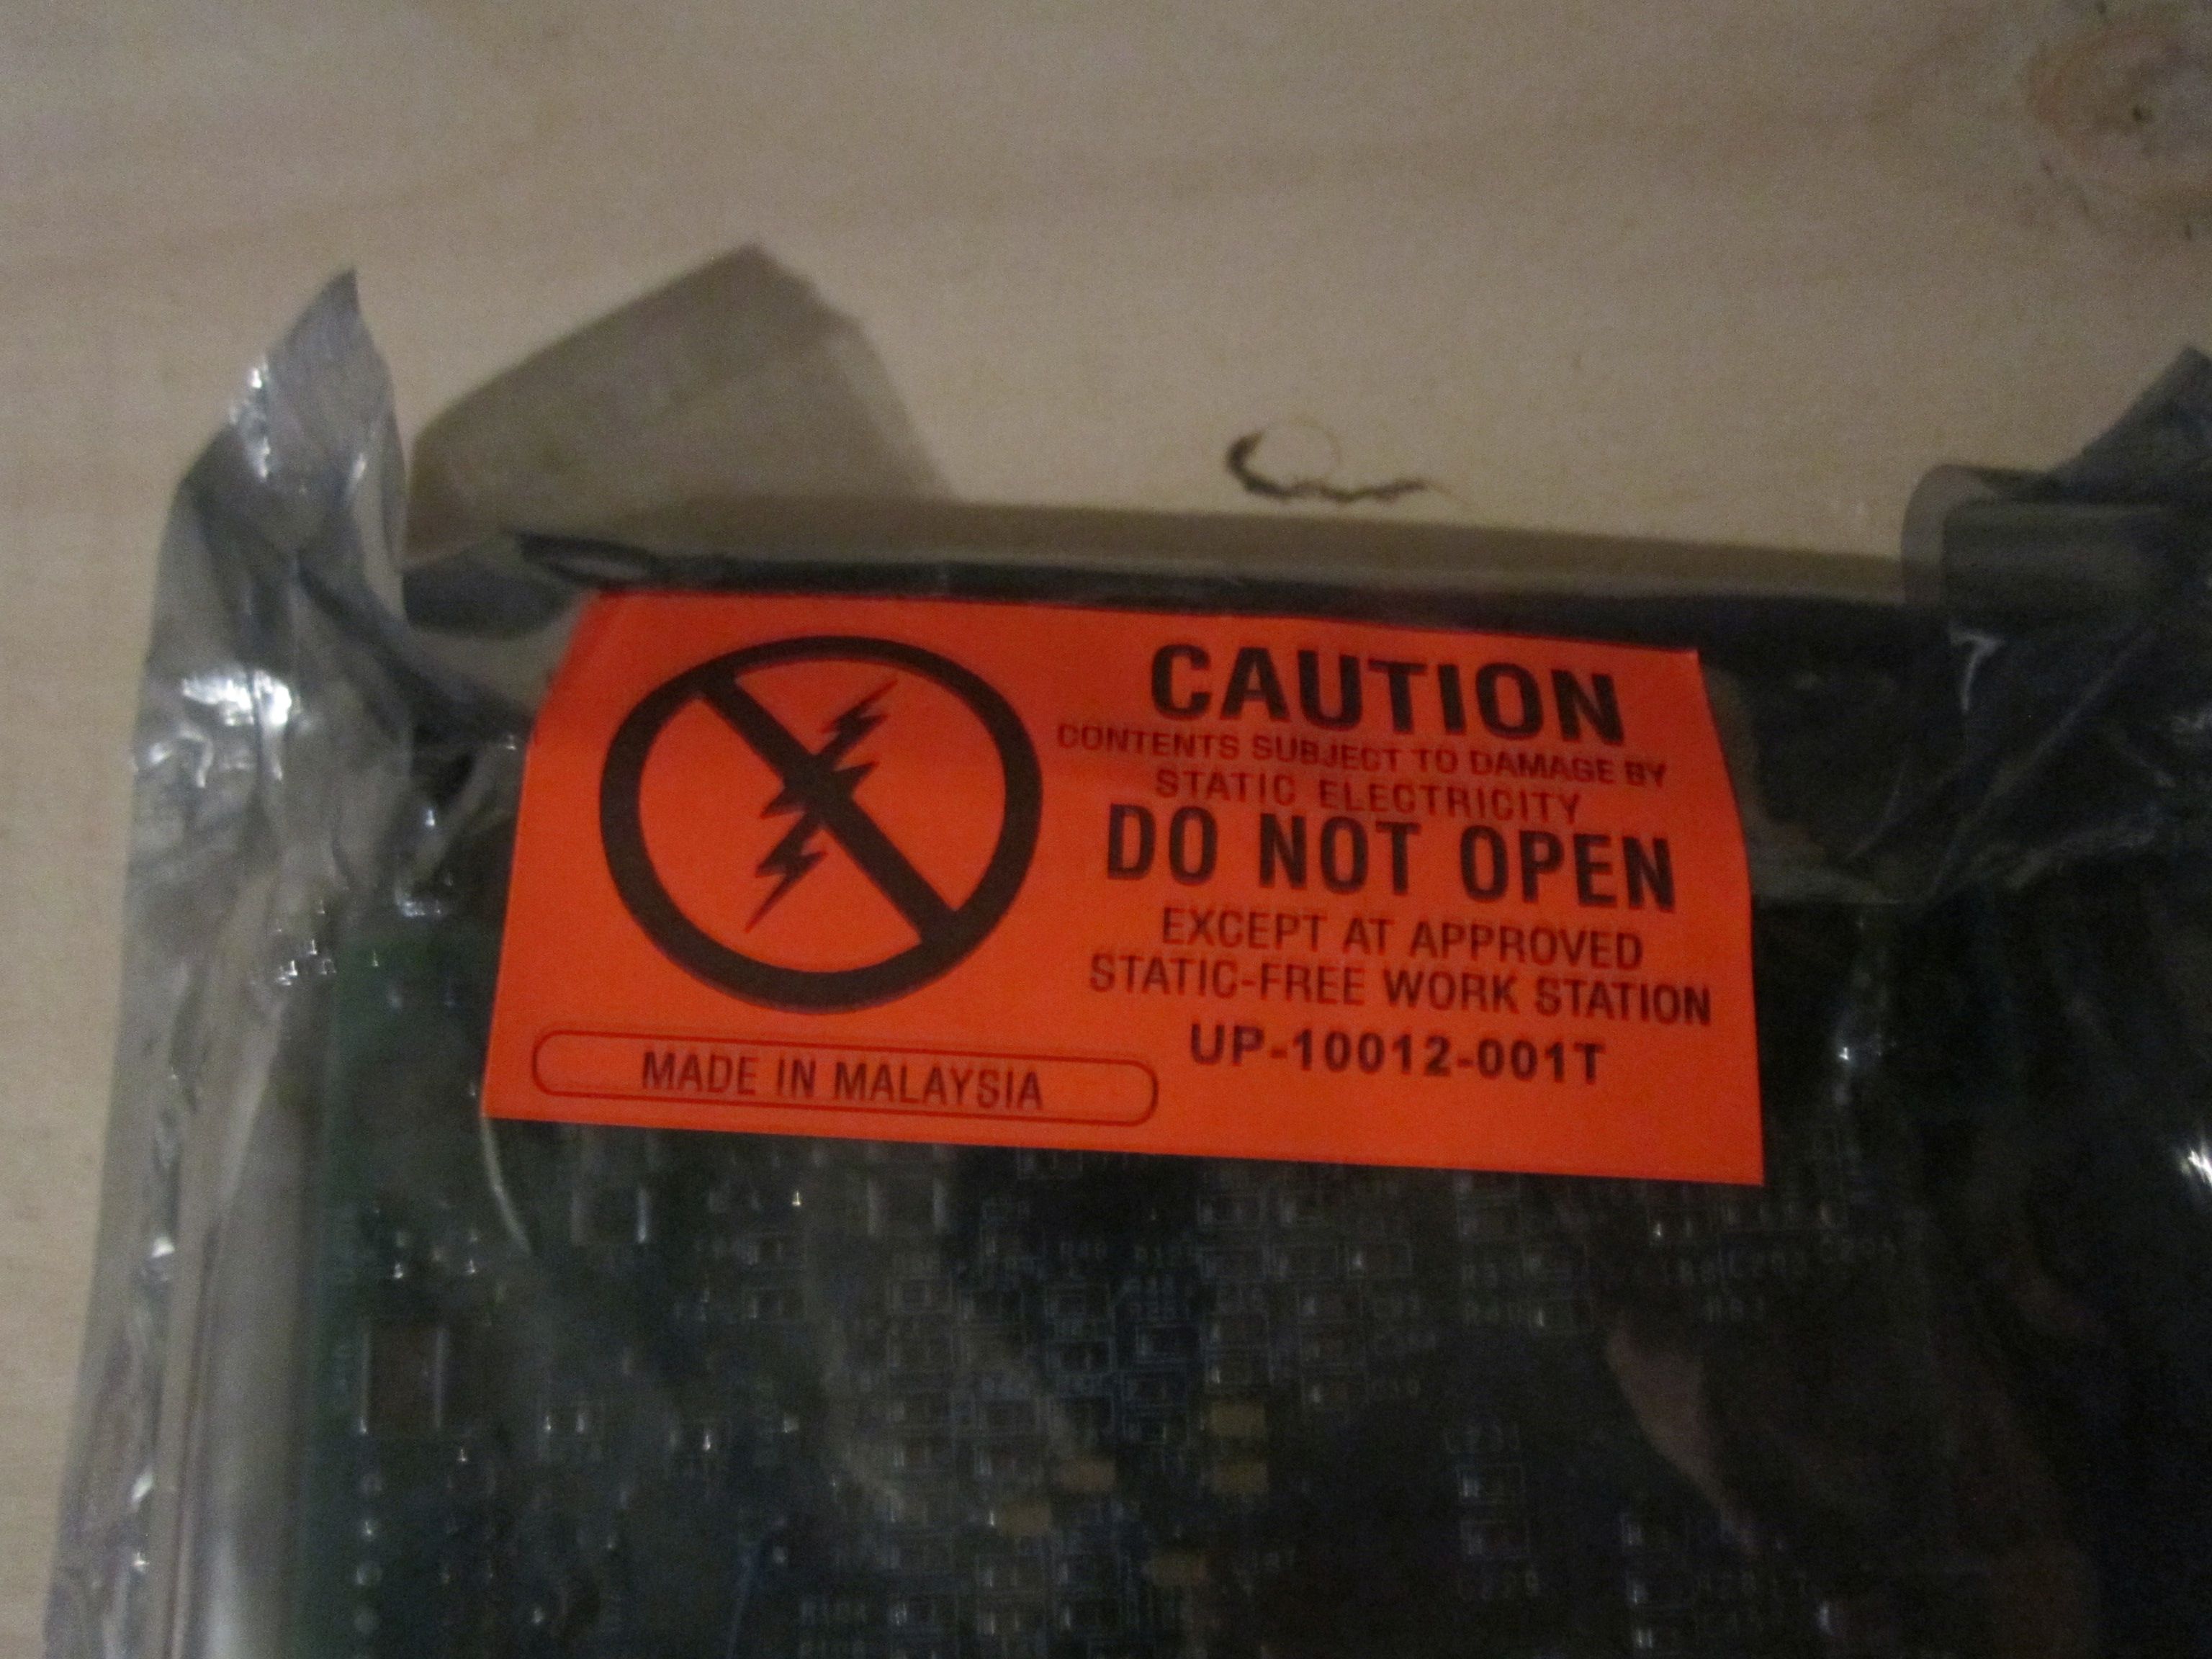 CAUTION
CONTENTS SUBJECT TO DAMAGE BY
STATIC ELECTRICITY
DO NOT OPEN
EXCEPT AT APPROVED
STATIC-FREE WORK STATION
UP-10012-001T
MADE IN MALAYSIA